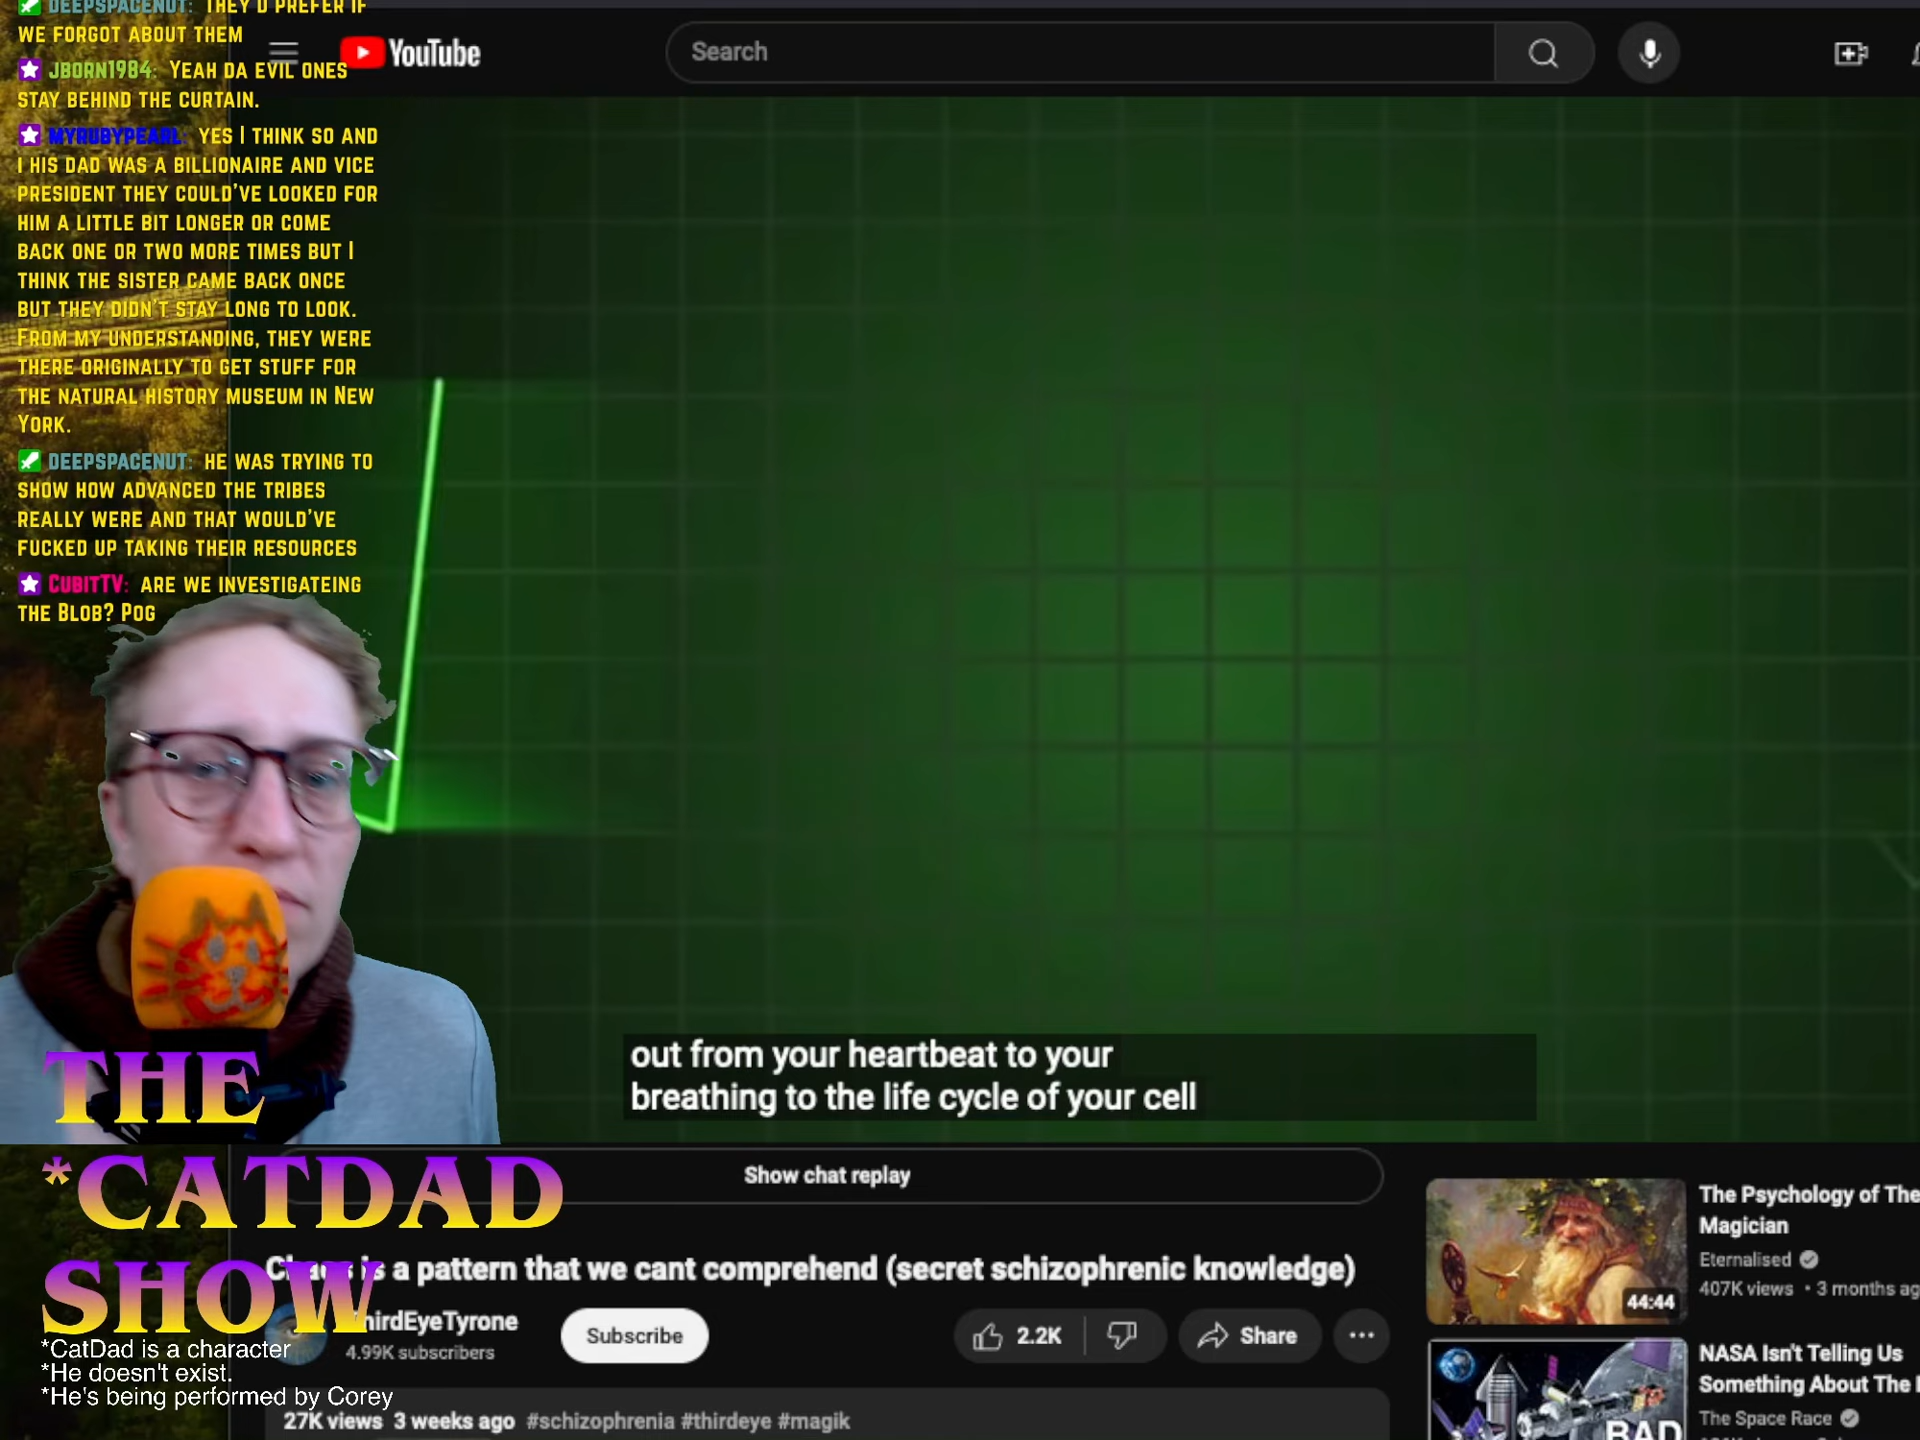 DEEPSPACENUT: THEY'D PREFER IF
WE FORGOT ABOUT THEM
JBORN1984: YEAH DA EVIL ONES
STAY BEHIND THE CURTAIN.
MYRUBYPEARL: YES I THINK SO AND
I HIS DAD WAS A BILLIONAIRE AND VICE
PRESIDENT THEY COULD'VE LOOKED FOR
HIM A LITTLE BIT LONGER OR COME
BACK ONE OR TWO MORE TIMES BUT I
THINK THE SISTER CAME BACK ONCE
BUT THEY DIDN'T STAY LONG TO LOOK.
FROM MY UNDERSTANDING, THEY WERE
THERE ORIGINALLY TO GET STUFF FOR
THE NATURAL HISTORY MUSEUM IN NEW
YORK.
DEEPSPACENUT: HE WAS TRYING TO
SHOW HOW ADVANCED THE TRIBES
REALLY WERE AND THAT WOULD'VE
FUCKED UP TAKING THEIR RESOURCES
CUBITTV: ARE WE INVESTIGATEING
THE BLOB? POG
YouTube
Search
out from your heartbeat to your
breathing to the life cycle of your cell
THE
*CATDAD
SHOW
*CatDad is a character
*He doesn't exist.
*He's being performed by Corey
Show chat replay
is a pattern that we cant comprehend (secret schizophrenic knowledge)
hirdEyeTyrone
4.99K subscribers
Subscribe
2.2K
Share
27K views 3 weeks ago #schizophrenia #thirdeye #magik
44:44
The Psychology of The
Magician
Eternalised
407K views • 3 months ag
NASA Isn't Telling Us
Something About The
The Space Race
BAD